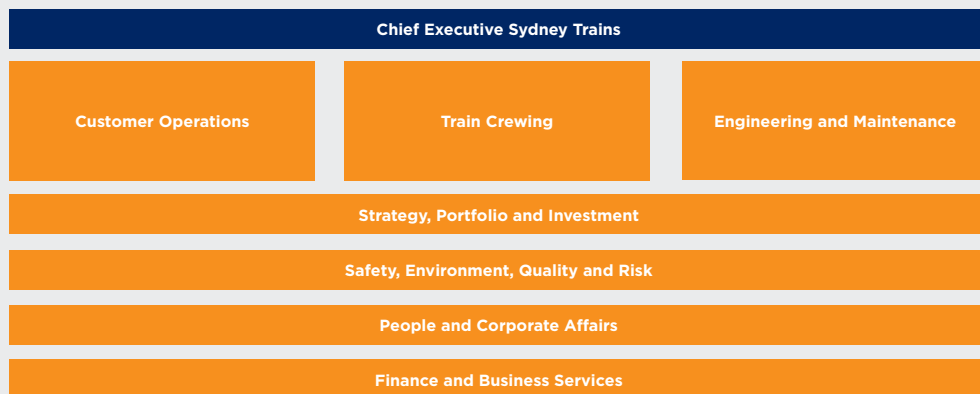 Chief Executive Sydney Trains
Customer Operations
Train Crewing
Engineering and Maintenance
Strategy, Portfolio and Investment
Safety, Environment, Quality and Risk
People and Corporate Affairs
Finance and Business Services